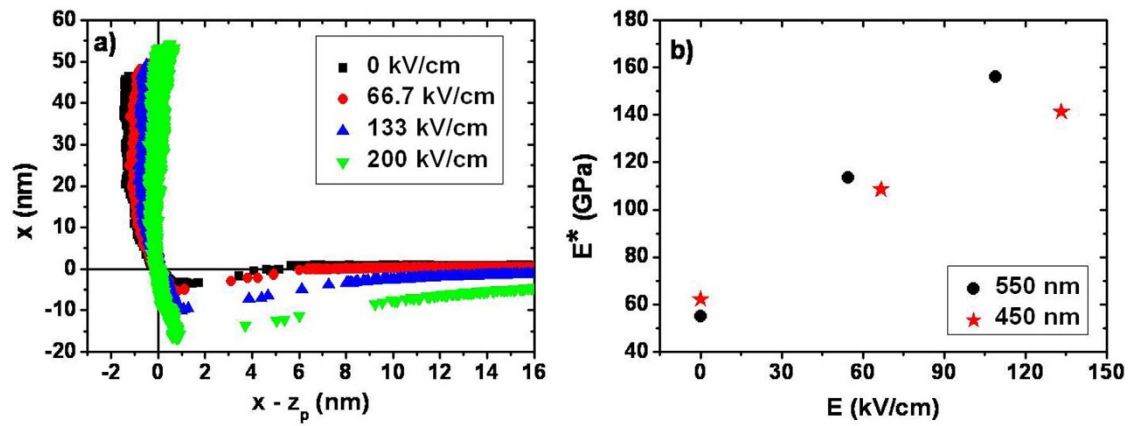 a)
0 kV/cm
66.7 kV/cm
133 kV/cm
200 kV/cm
60
50
40
30
20
10
0
-10
-20
x (nm)
-2 0 2 4 6 8 10 12 14 16
x - zp (nm)
b)
180
160
140
120
100
80
60
40
E* (GPa)
550 nm
450 nm
0 30 60 90 120 150
E (kV/cm)